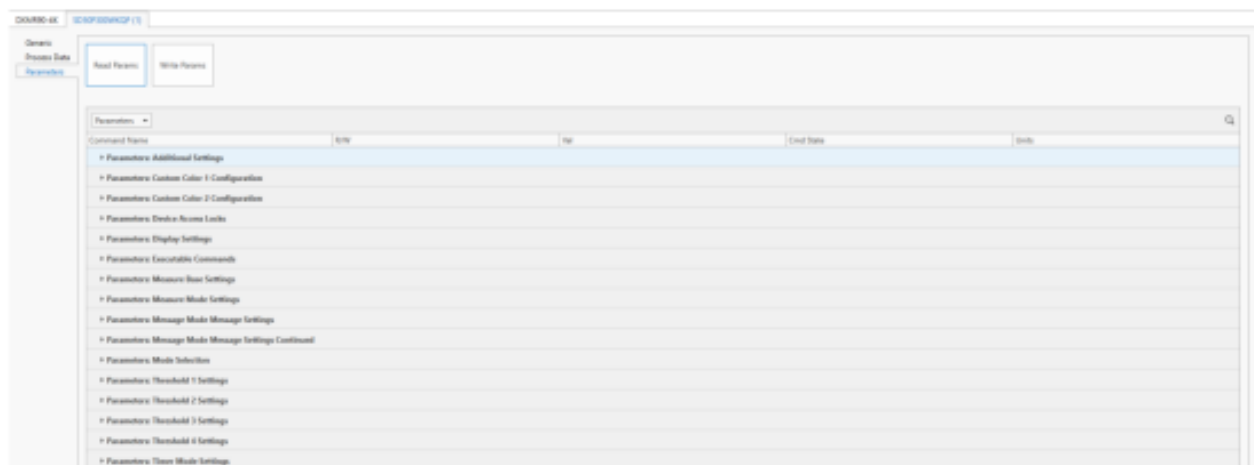 DXMR90-4K
Generic
Process Data
Parameters
Read Params
Write Params
Parameters
Command Name R/W Val Cmd State Units
Parameters: Additional Settings
Parameters: Custom Color 1 Configuration
Parameters: Custom Color 2 Configuration
Parameters: Device Access Locks
Parameters: Display Settings
Parameters: Executable Commands
Parameters: Measure Base Settings
Parameters: Measure Mode Settings
Parameters: Message Mode Message Settings
Parameters: Message Mode Message Settings Continued
Parameters: Mode Selection
Parameters: Threshold 1 Settings
Parameters: Threshold 2 Settings
Parameters: Threshold 3 Settings
Parameters: Threshold 4 Settings
Parameters: Timer Mode Settings